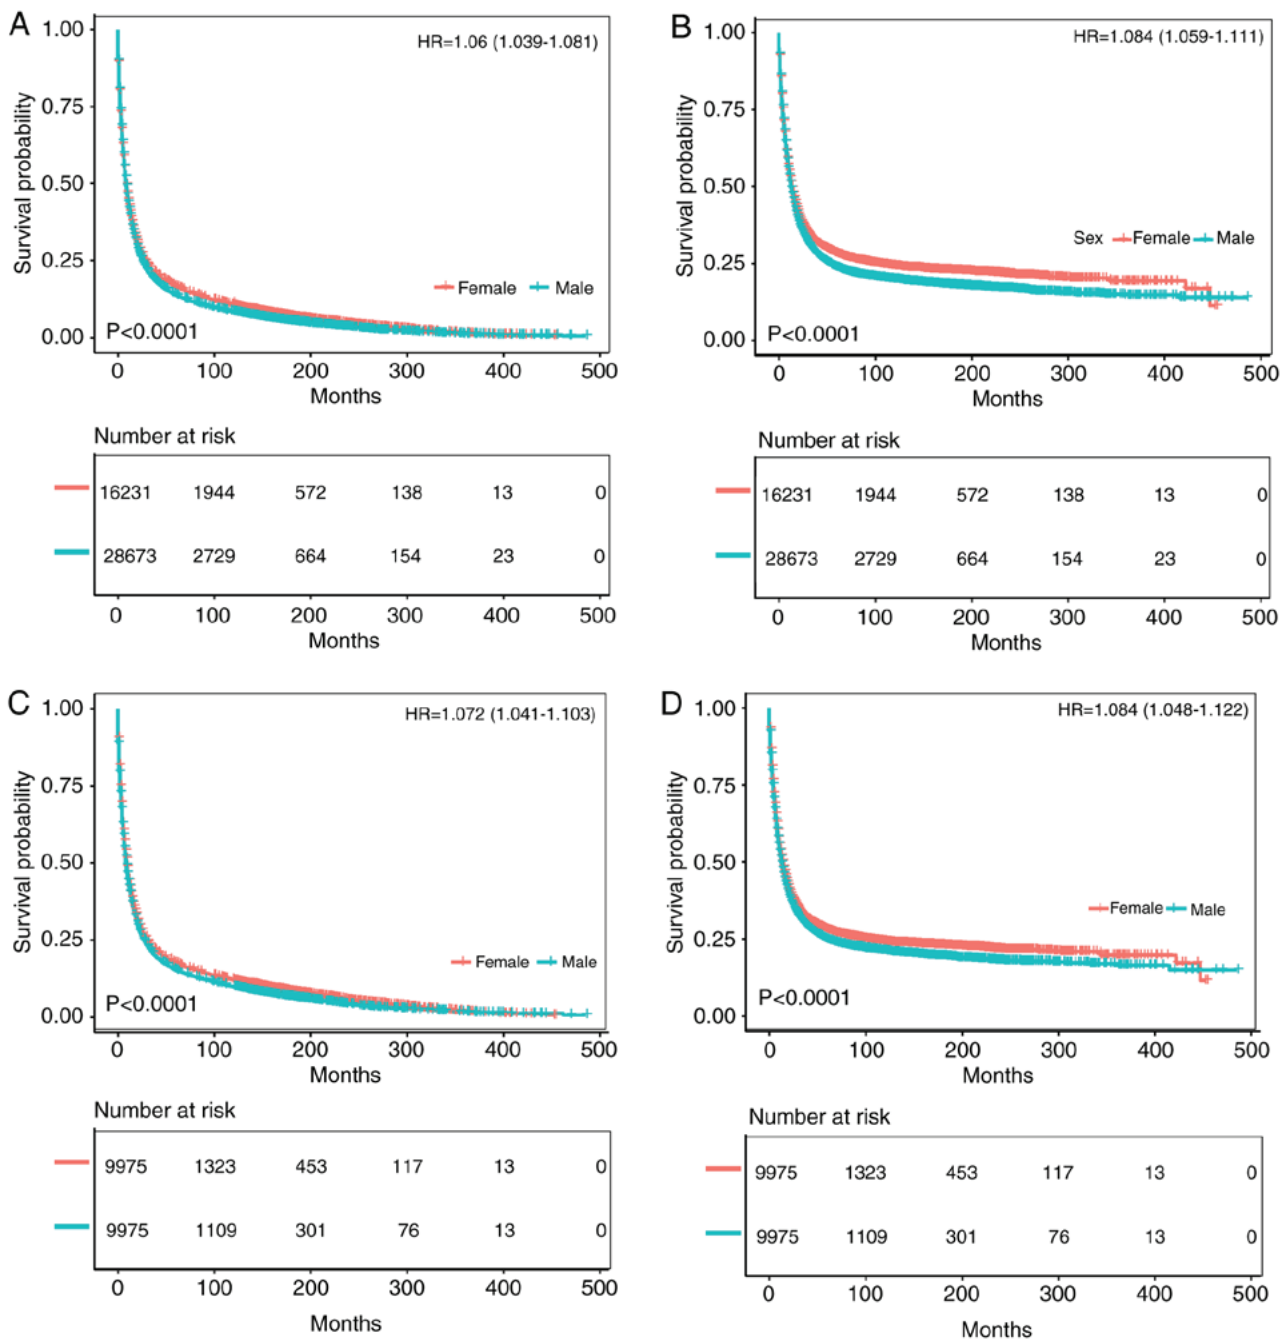 A
HR=1.06 (1.039-1.081)
Survival probability
1.00
0.75
0.50
0.25
0.00
Female Male
P<0.0001
0 100 200 300 400 500
Months
Number at risk
16231 1944 572 138 13 0
28673 2729 664 154 23 0
0 100 200 300 400 500
Months
B
HR=1.084 (1.059-1.111)
Survival probability
1.00
0.75
0.50
0.25
0.00
Sex Female Male
P<0.0001
0 100 200 300 400 500
Months
Number at risk
16231 1944 572 138 13 0
28673 2729 664 154 23 0
0 100 200 300 400 500
Months
C
HR=1.072 (1.041-1.103)
Survival probability
1.00
0.75
0.50
0.25
0.00
Female Male
P<0.0001
0 100 200 300 400 500
Months
Number at risk
9975 1323 453 117 13 0
9975 1109 301 76 13 0
0 100 200 300 400 500
Months
D
HR=1.084 (1.048-1.122)
Survival probability
1.00
0.75
0.50
0.25
0.00
Female Male
P<0.0001
0 100 200 300 400 500
Months
Number at risk
9975 1323 453 117 13 0
9975 1109 301 76 13 0
0 100 200 300 400 500
Months